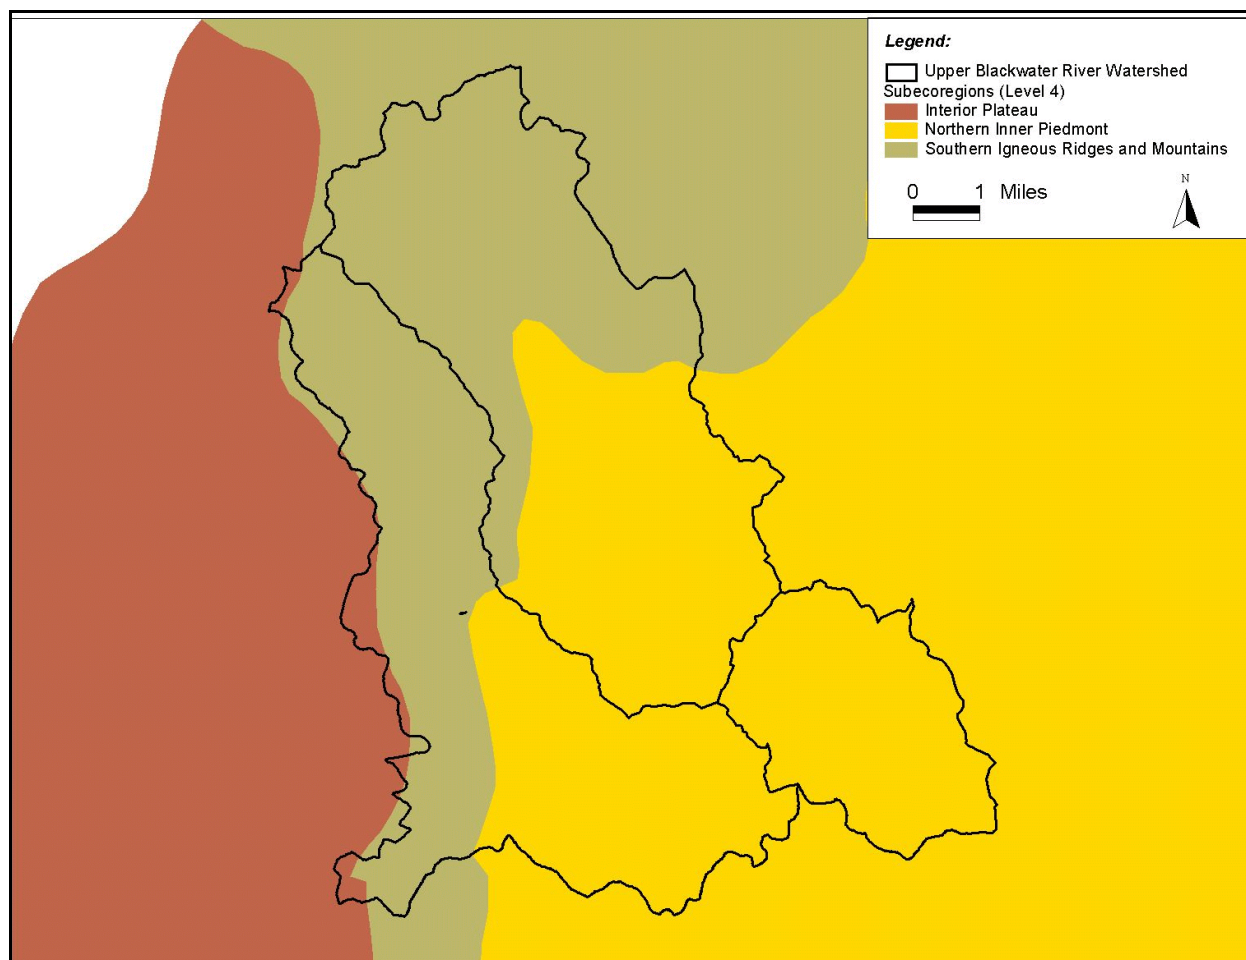 Legend:
Upper Blackwater River Watershed
Subecoregions (Level 4)
Interior Plateau
Northern Inner Piedmont
Southern Igneous Ridges and Mountains
0 1 Miles
N